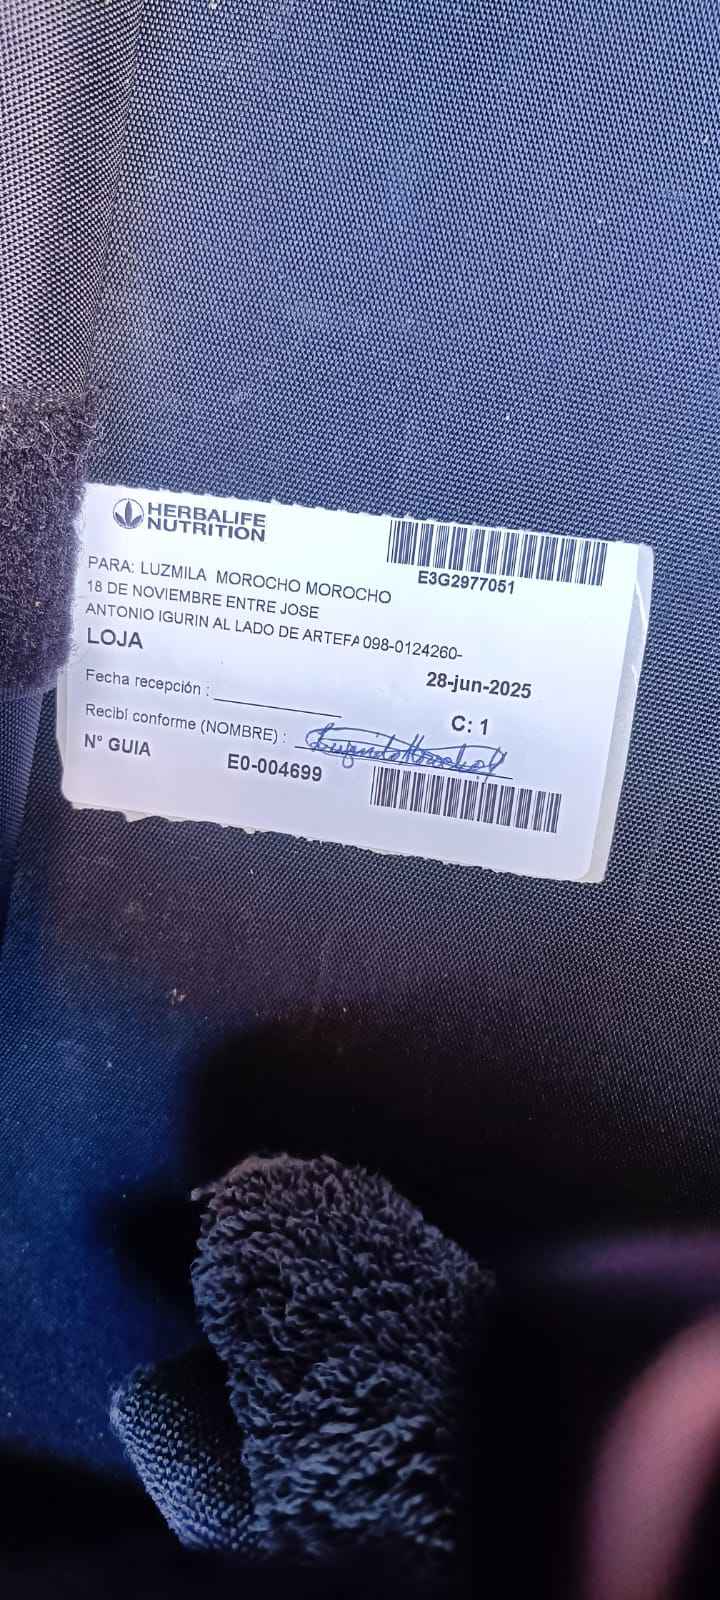 HERBALIFE
NUTRITION
E3G2977051
PARA: LUZMILA MOROCHO MOROCHO
18 DE NOVIEMBRE ENTRE JOSE
ANTONIO IGURIN AL LADO DE ARTEFA 098-0124260-
LOJA
28-jun-2025
Fecha recepción :
C: 1
Recibí conforme (NOMBRE) :
N° GUIA E0-004699